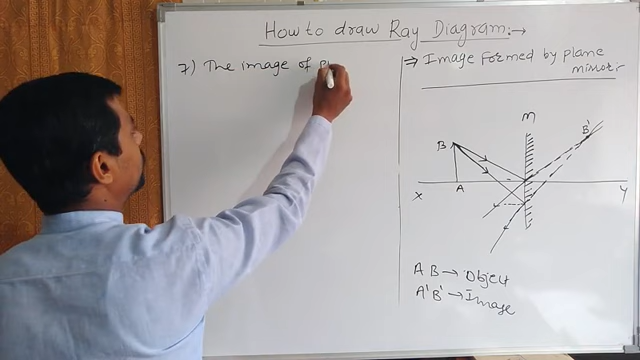 How to draw Ray Diagram:→
7) The image of P
⇒ Image formed by plane
mirror:
M
B
B'
A
X
Y
AB → Object
A'B' → Image